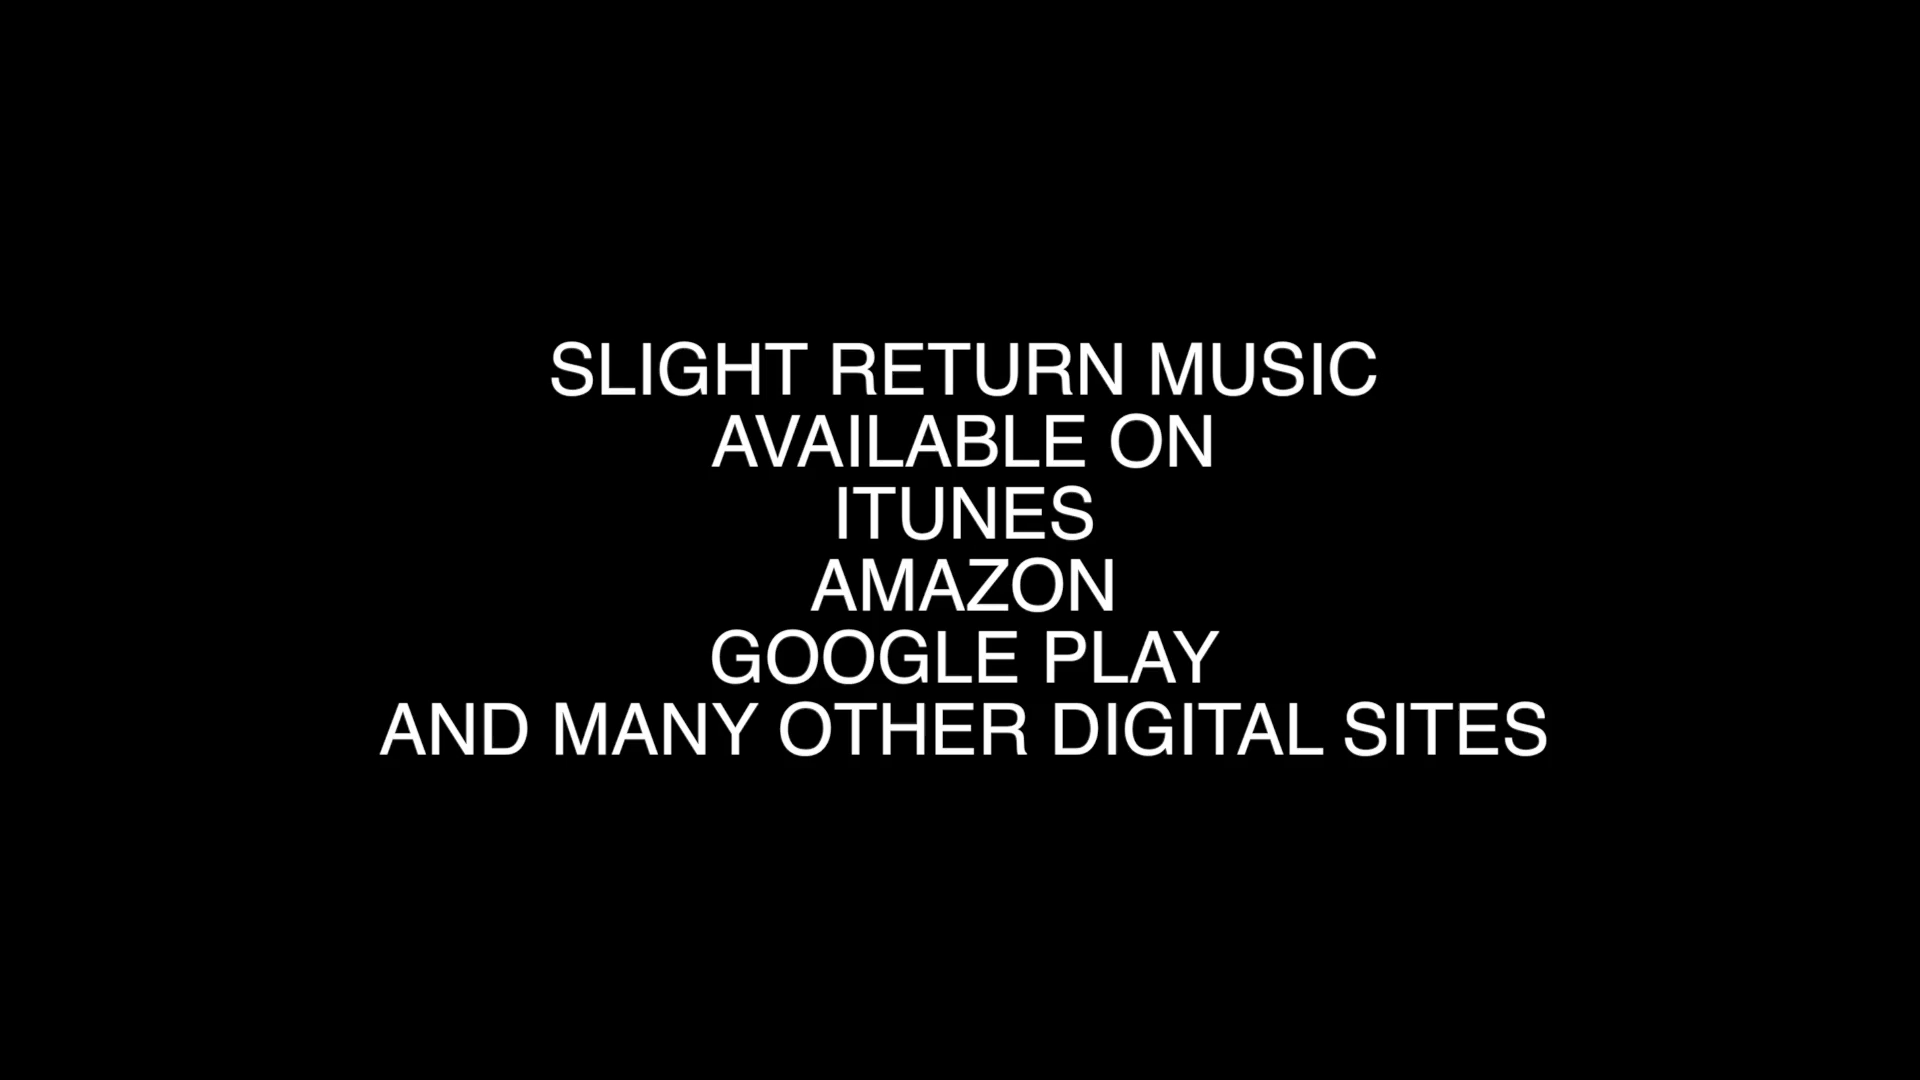 SLIGHT RETURN MUSIC
AVAILABLE ON
ITUNES
AMAZON
GOOGLE PLAY
AND MANY OTHER DIGITAL SITES